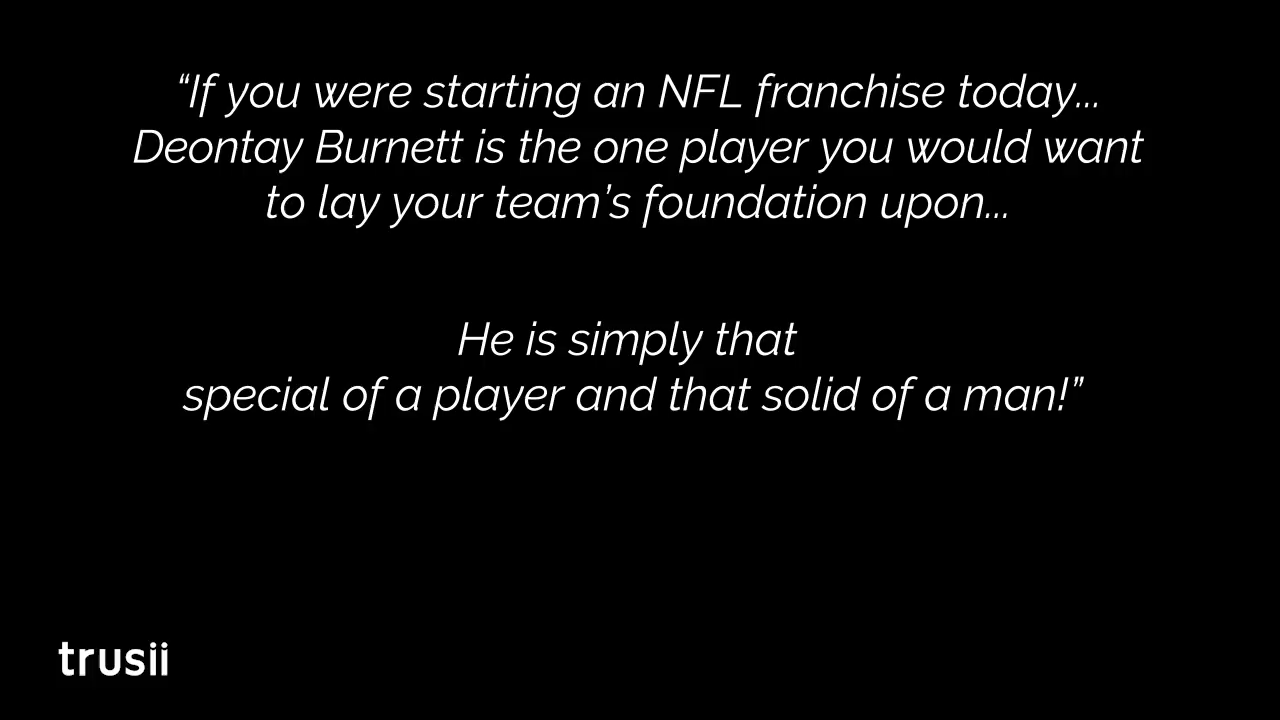 “If you were starting an NFL franchise today...
Deontay Burnett is the one player you would want
to lay your team’s foundation upon...
He is simply that
special of a player and that solid of a man!”
trusii